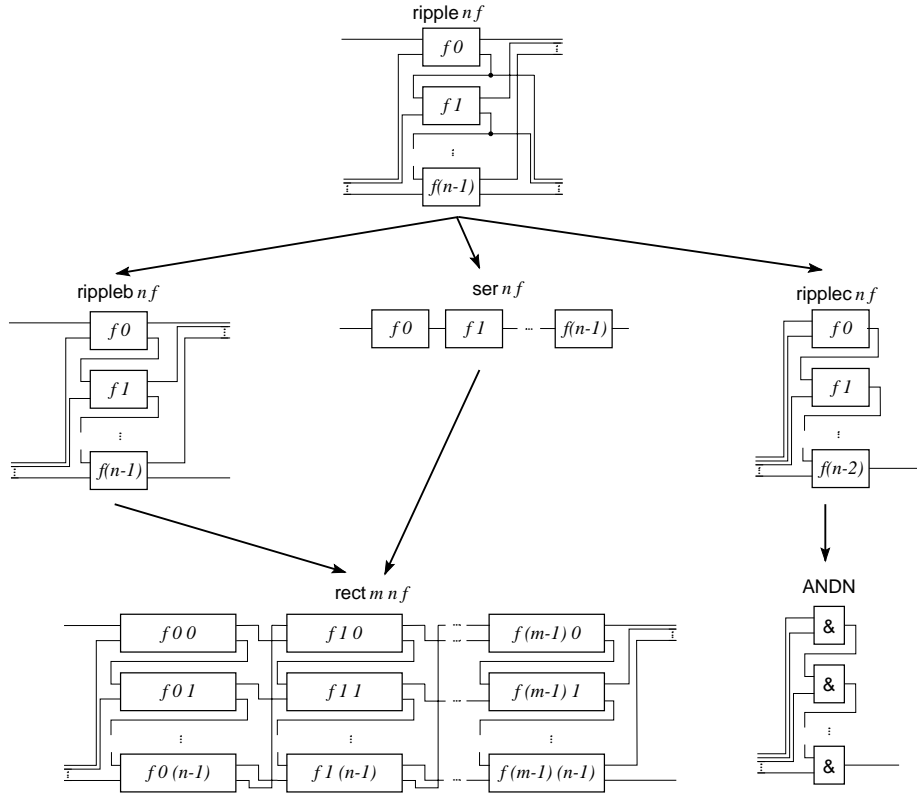 ripple n f
f 0
f 1
f(n-1)
rippleb n f
f 0
f 1
f(n-1)
ser n f
f 0
f 1
f(n-1)
ripplec n f
f 0
f 1
f(n-2)
rect m n f
f 0 0
f 1 0
f(m-1) 0
f 0 1
f 1 1
f(m-1) 1
f 0 (n-1)
f 1 (n-1)
f(m-1) (n-1)
ANDN
&
&
&